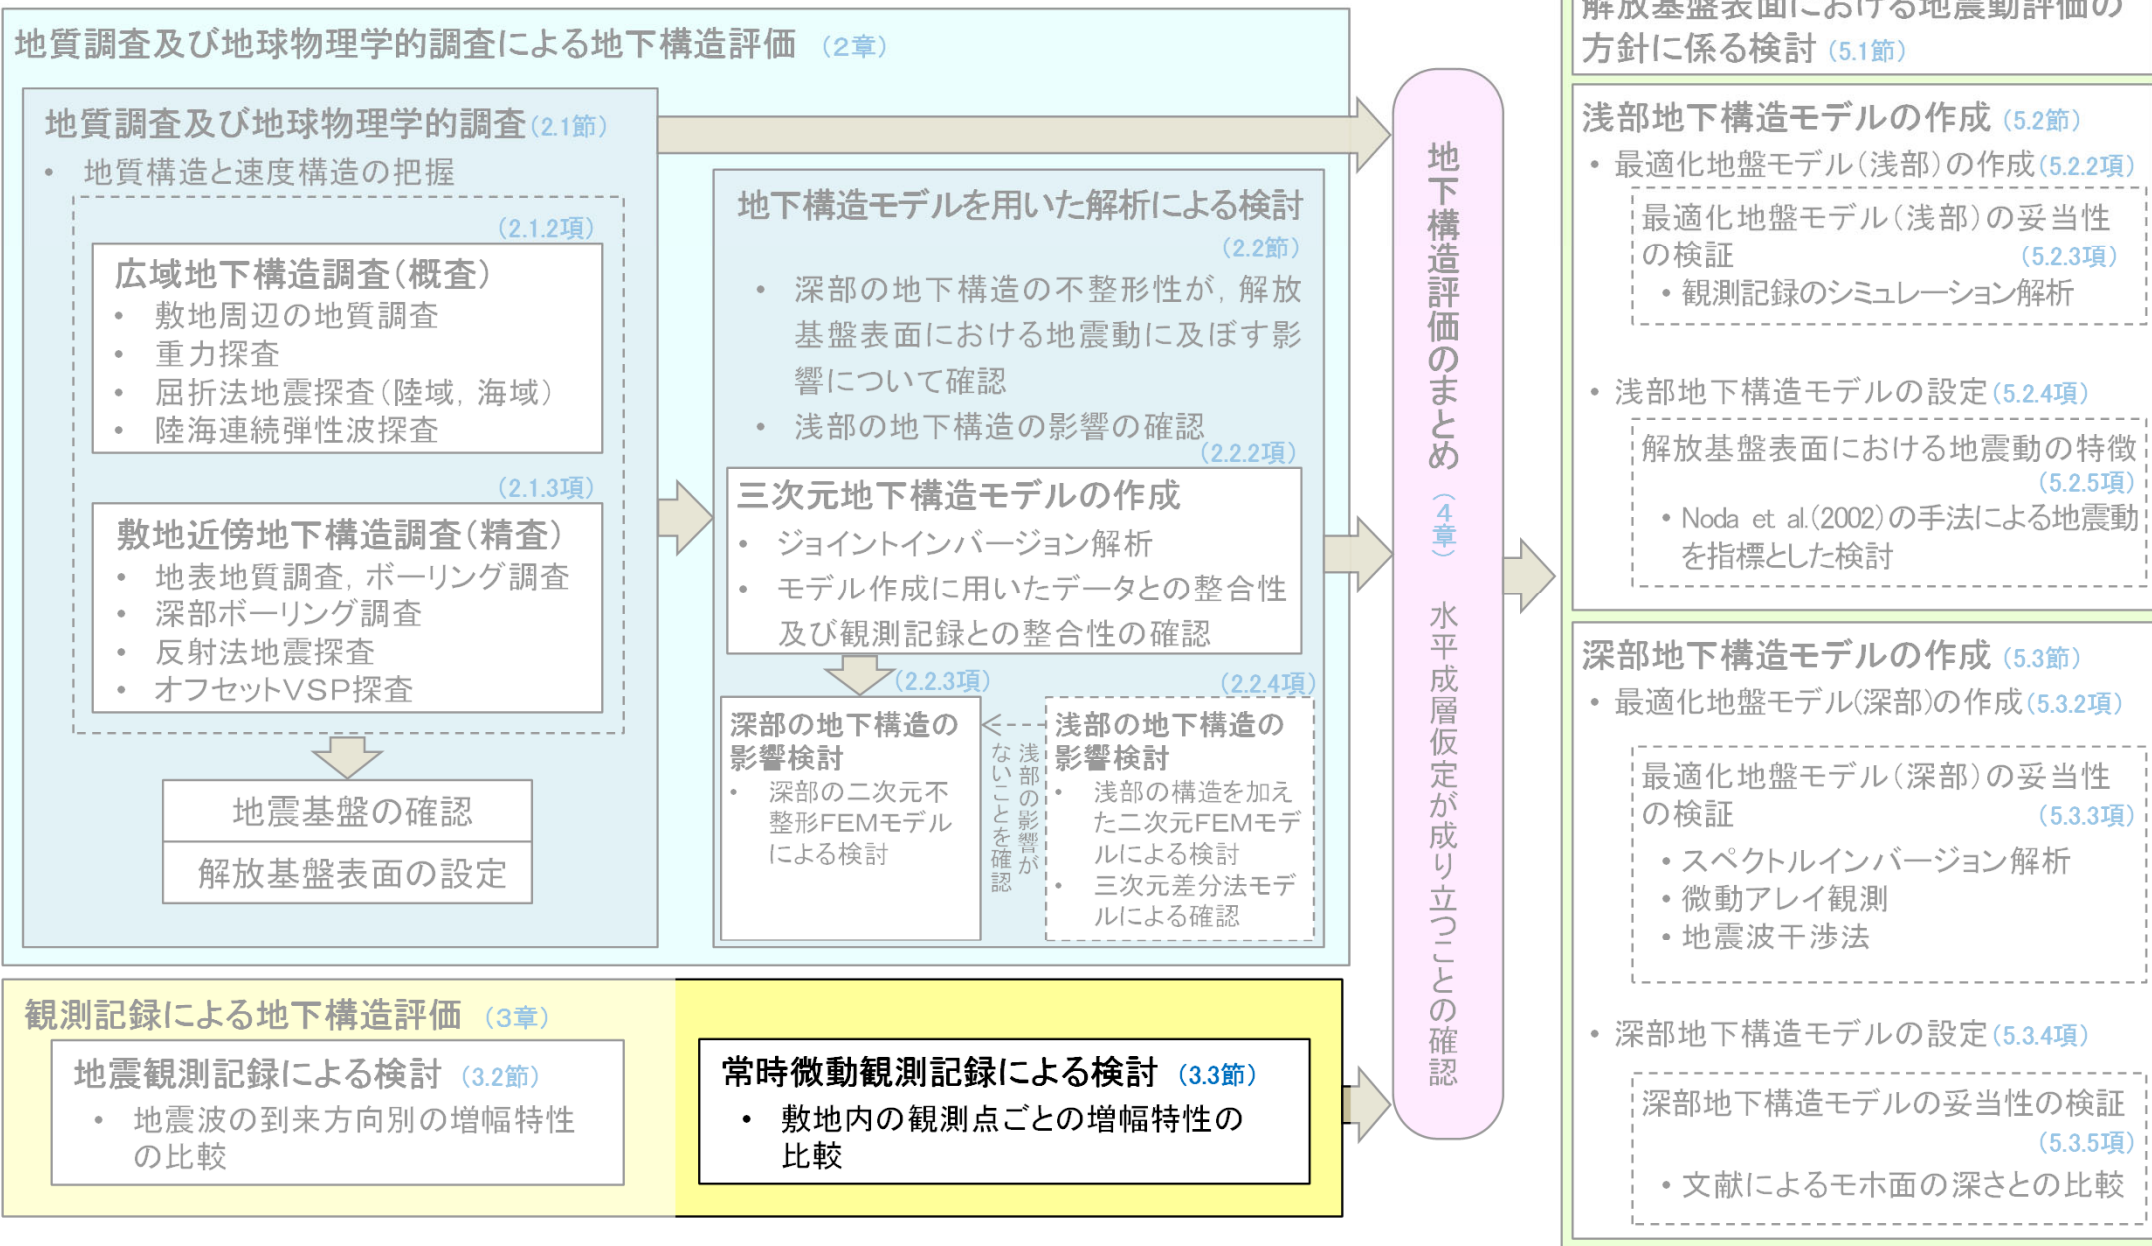 地質調査及び地球物理学的調査による地下構造評価 (2章)
地質調査及び地球物理学的調査(2.1節)
• 地質構造と速度構造の把握
(2.1.2項)
広域地下構造調査(概査)
• 敷地周辺の地質調査
• 重力探査
• 屈折法地震探査(陸域, 海域)
• 陸海連続弾性波探査
(2.1.3項)
敷地近傍地下構造調査(精査)
• 地表地質調査, ボーリング調査
• 深部ボーリング調査
• 反射法地震探査
• オフセットVSP探査
地震基盤の確認
解放基盤表面の設定
地下構造モデルを用いた解析による検討
(2.2節)
• 深部の地下構造の不整形性が, 解放
基盤表面における地震動に及ぼす影
響について確認
• 浅部の地下構造の影響の確認
(2.2.2項)
三次元地下構造モデルの作成
• ジョイントインバージョン解析
• モデル作成に用いたデータとの整合性
及び観測記録との整合性の確認
(2.2.3項)
深部の地下構造の
影響検討
• 深部の二次元不
整形FEMモデル
による検討
浅部の影響が
ないことを確認
(2.2.4項)
浅部の地下構造の
影響検討
• 浅部の構造を加え
た二次元FEMモデ
ルによる検討
• 三次元差分法モデ
ルによる確認
観測記録による地下構造評価 (3章)
地震観測記録による検討 (3.2節)
• 地震波の到来方向別の増幅特性
の比較
常時微動観測記録による検討 (3.3節)
• 敷地内の観測点ごとの増幅特性の
比較
地下構造評価のまとめ (4章) 水平成層仮定が成り立つことの確認
解放基盤表面における地震動評価の
方針に係る検討 (5.1節)
浅部地下構造モデルの作成 (5.2節)
• 最適化地盤モデル(浅部)の作成(5.2.2項)
最適化地盤モデル(浅部)の妥当性
の検証 (5.2.3項)
• 観測記録のシミュレーション解析
• 浅部地下構造モデルの設定(5.2.4項)
解放基盤表面における地震動の特徴
(5.2.5項)
• Noda et al.(2002)の手法による地震動
を指標とした検討
深部地下構造モデルの作成 (5.3節)
• 最適化地盤モデル(深部)の作成(5.3.2項)
最適化地盤モデル(深部)の妥当性
の検証 (5.3.3項)
• スペクトルインバージョン解析
• 微動アレイ観測
• 地震波干渉法
• 深部地下構造モデルの設定(5.3.4項)
深部地下構造モデルの妥当性の検証
(5.3.5項)
• 文献によるモホ面の深さとの比較